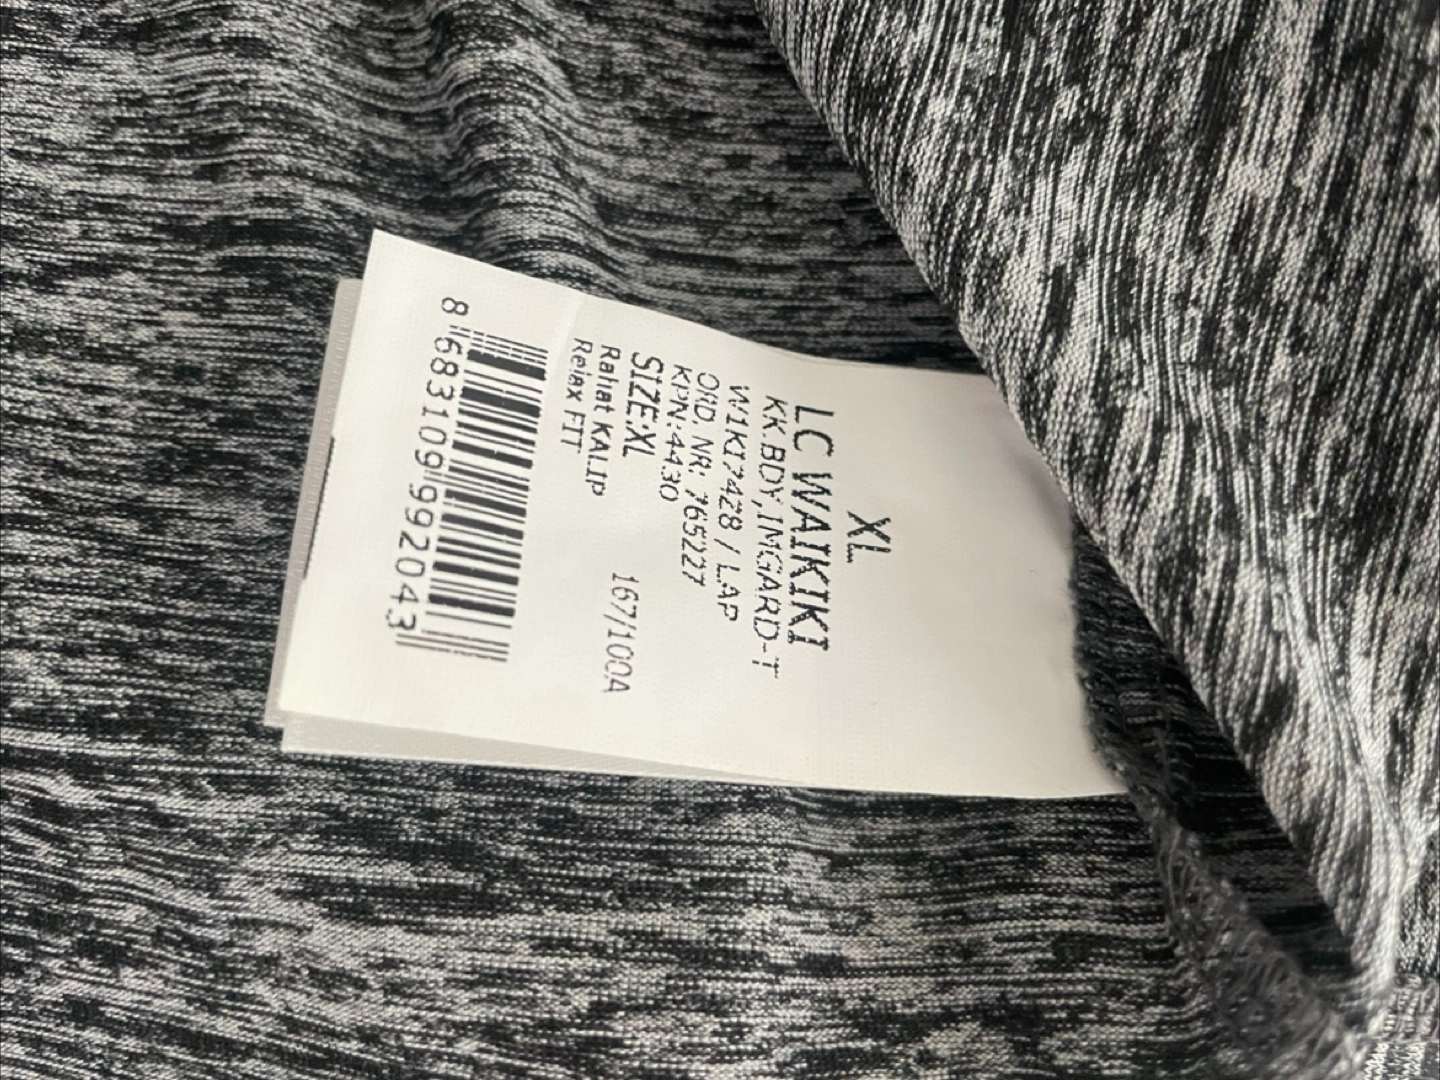 XL
LC WAIKIKI
KK.BDY,IMGARD-T
W1KI74Z8 / LAP
ORD. NR: 765227
KPN:4430
SIZE:XL 167/100A
Rahat KALIP
Relax FIT
8 683109 992043